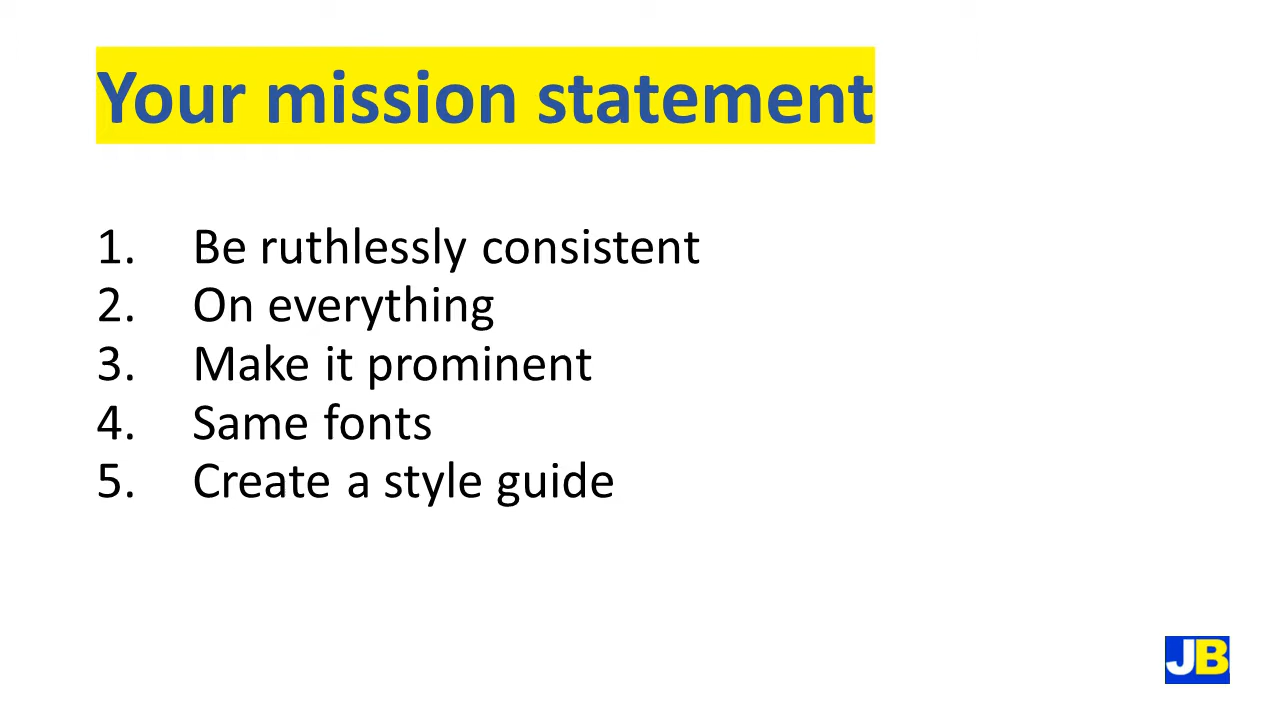 Your mission statement
1. Be ruthlessly consistent
2. On everything
3. Make it prominent
4. Same fonts
5. Create a style guide
JB